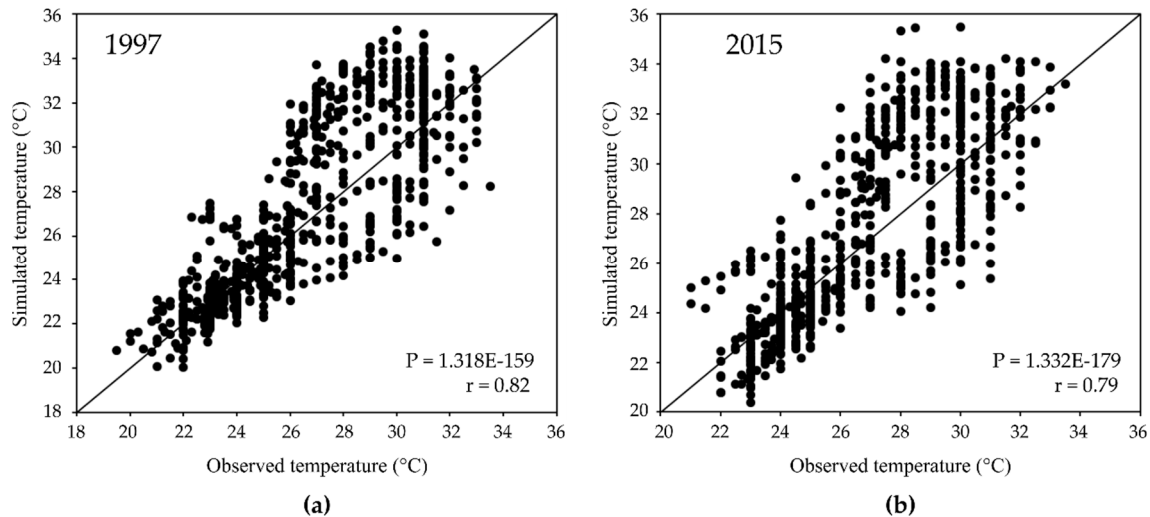 1997
36
34
32
30
28
26
24
22
20
18
18 20 22 24 26 28 30 32 34 36
Simulated temperature (°C)
Observed temperature (°C)
P = 1.318E-159
r = 0.82
(a)
2015
36
34
32
30
28
26
24
22
20
20 22 24 26 28 30 32 34 36
Simulated temperature (°C)
Observed temperature (°C)
P = 1.332E-179
r = 0.79
(b)